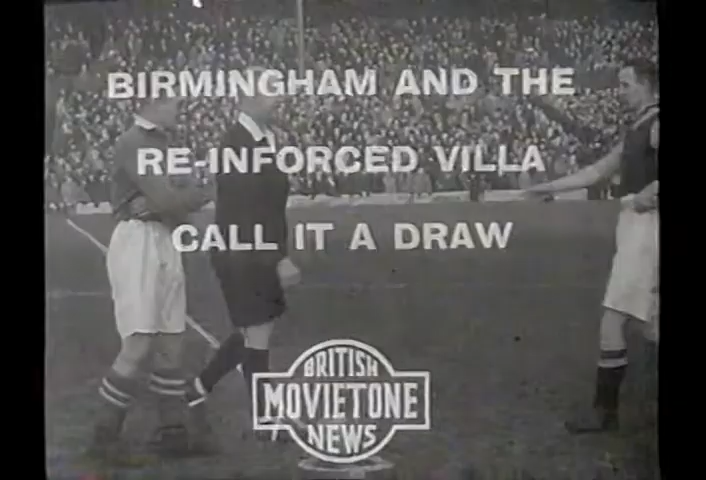 BIRMINGHAM AND THE
RE-INFORCED VILLA
CALL IT A DRAW
BRITISH
MOVIETONE
NEWS